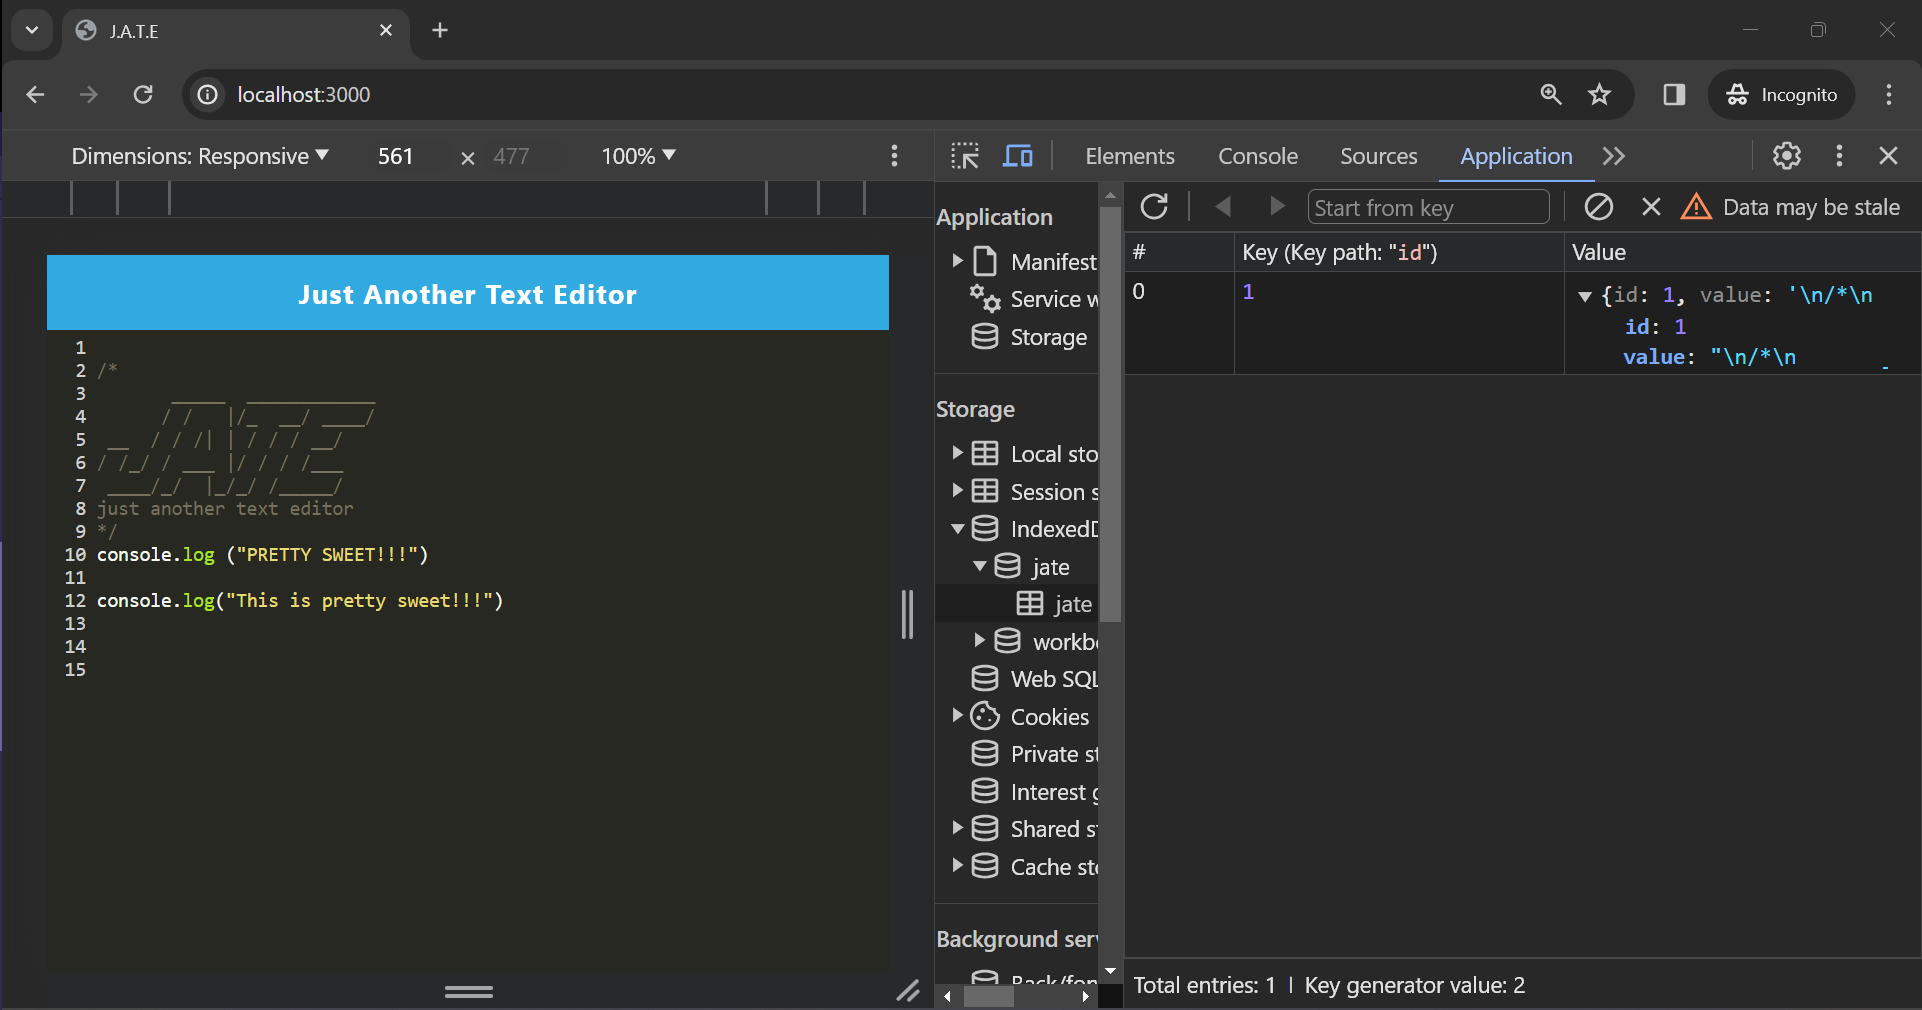 J.A.T.E
localhost:3000
Incognito
Dimensions: Responsive 561 × 477 100%
Elements Console Sources Application
Just Another Text Editor
1
2 /*
3        _____  ____________
4       / /   |/_  __/ ____/
5  __  / / /| | / / / __/
6 / /_/ / ___ |/ / / /___
7  ____/_/  |_/_/ /_____/
8 just another text editor
9 */
10 console.log ("PRETTY SWEET!!!")
11
12 console.log("This is pretty sweet!!!")
13
14
15
Application
Manifest
Service w
Storage
Storage
Local sto
Session s
IndexedD
jate
jate
workbo
Web SQL
Cookies
Private st
Interest g
Shared st
Cache sto
Background serv
Back/for
Start from key
Data may be stale
# Key (Key path: "id") Value
0 1 {id: 1, value: '\n/*\n
id: 1
value: "\n/*\n _
Total entries: 1 | Key generator value: 2